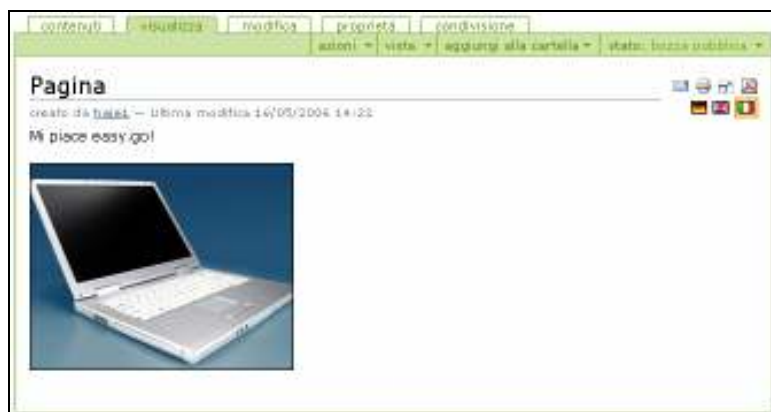 contenuti visualizza modifica proprietà condivisione
azioni vista aggiungi alla cartella stato: bozza pubblica
Pagina
creato da — Ultima modifica 16/05/2006 14:22
Mi piace easy.go!